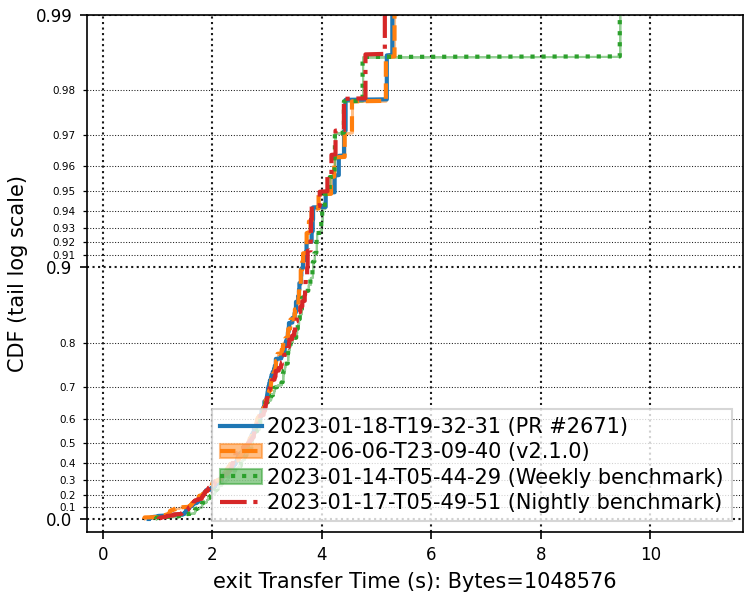 0.99
0.98
0.97
0.96
0.95
0.94
0.93
0.92
0.91
0.9
0.8
0.7
0.6
0.5
0.4
0.3
0.2
0.1
0.0
CDF (tail log scale)
2023-01-18-T19-32-31 (PR #2671)
2022-06-06-T23-09-40 (v2.1.0)
2023-01-14-T05-44-29 (Weekly benchmark)
2023-01-17-T05-49-51 (Nightly benchmark)
0 2 4 6 8 10
exit Transfer Time (s): Bytes=1048576